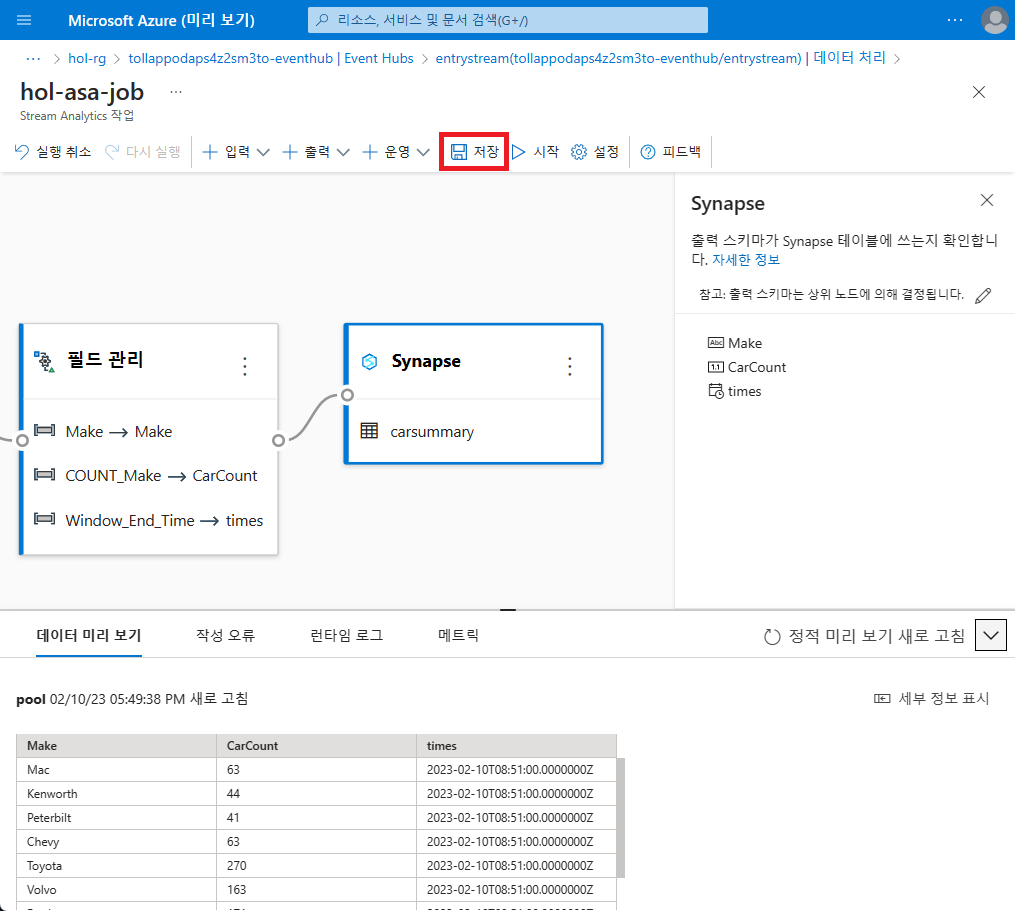 Microsoft Azure (미리 보기)
리소스, 서비스 및 문서 검색(G+/)
hol-rg
tollappodaps4z2sm3to-eventhub | Event Hubs
entrystream(tollappodaps4z2sm3to-eventhub/entrystream) | 데이터 처리
hol-asa-job
Stream Analytics 작업
실행 취소
다시 실행
입력
출력
운영
저장
시작
설정
피드백
필드 관리
Make → Make
COUNT_Make → CarCount
Window_End_Time → times
Synapse
carsummary
Synapse
출력 스키마가 Synapse 테이블에 쓰는지 확인합니
다. 자세한 정보
참고: 출력 스키마는 상위 노드에 의해 결정됩니다.
Abc Make
1.1 CarCount
times
데이터 미리 보기
작성 오류
런타임 로그
메트릭
정적 미리 보기 새로 고침
pool 02/10/23 05:49:38 PM 새로 고침
세부 정보 표시
Make CarCount times
Mac 63 2023-02-10T08:51:00.0000000Z
Kenworth 44 2023-02-10T08:51:00.0000000Z
Peterbilt 41 2023-02-10T08:51:00.0000000Z
Chevy 63 2023-02-10T08:51:00.0000000Z
Toyota 270 2023-02-10T08:51:00.0000000Z
Volvo 163 2023-02-10T08:51:00.0000000Z